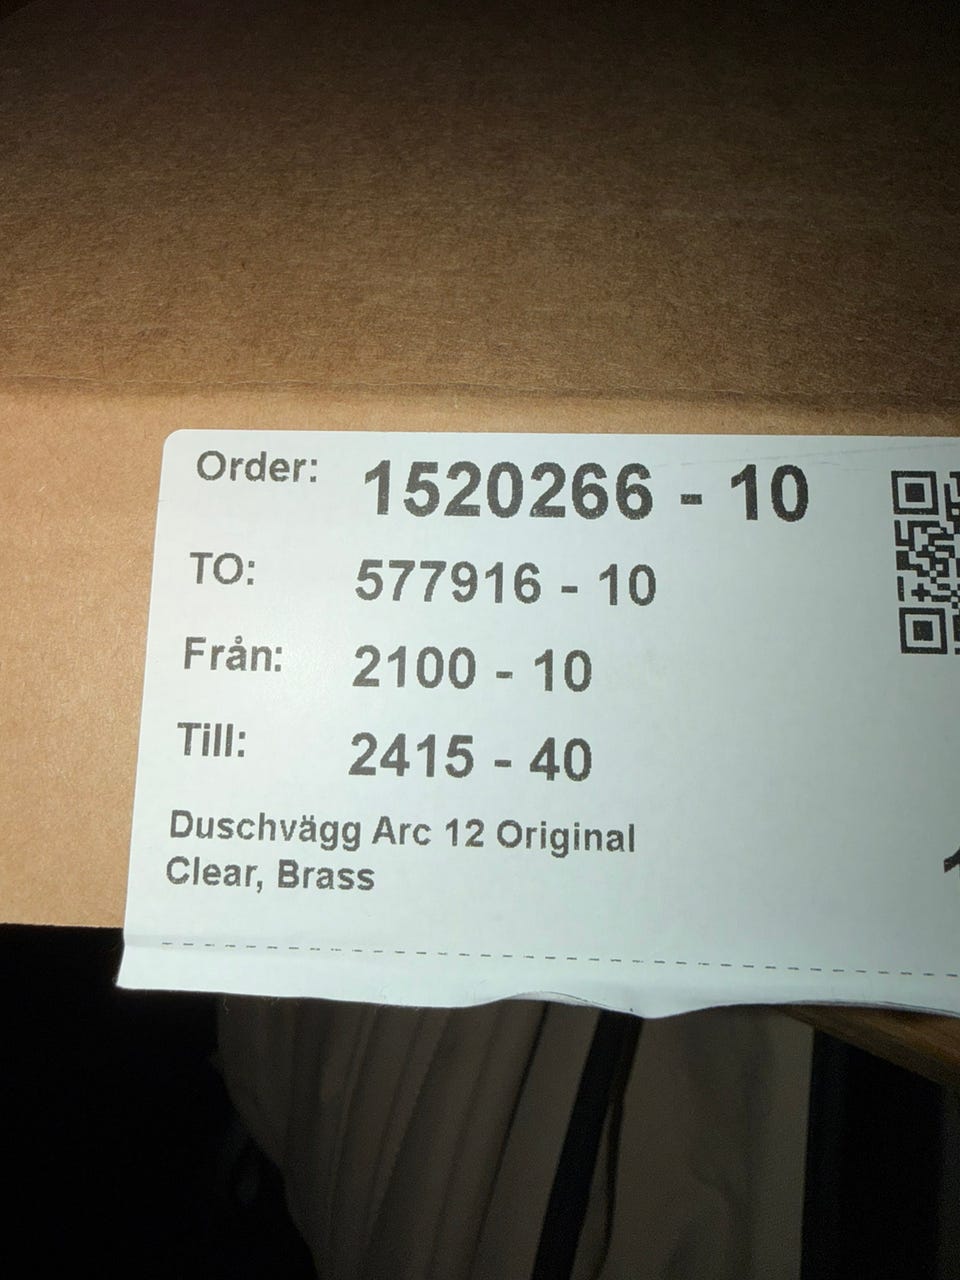 Order: 1520266 - 10
TO: 577916 - 10
Från: 2100 - 10
Till: 2415 - 40
Duschvägg Arc 12 Original
Clear, Brass